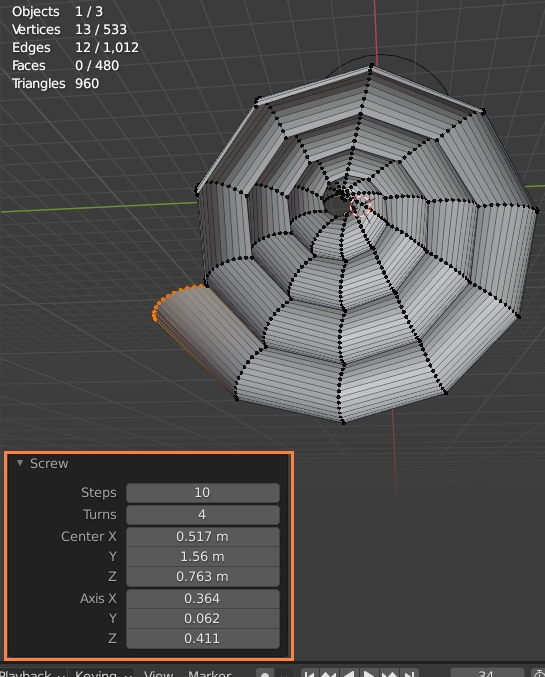 Objects 1 / 3
Vertices 13 / 533
Edges 12 / 1,012
Faces 0 / 480
Triangles 960
Screw
Steps 10
Turns 4
Center X 0.517 m
Y 1.56 m
Z 0.763 m
Axis X 0.364
Y 0.062
Z 0.411
Playback Keying View Marker 34